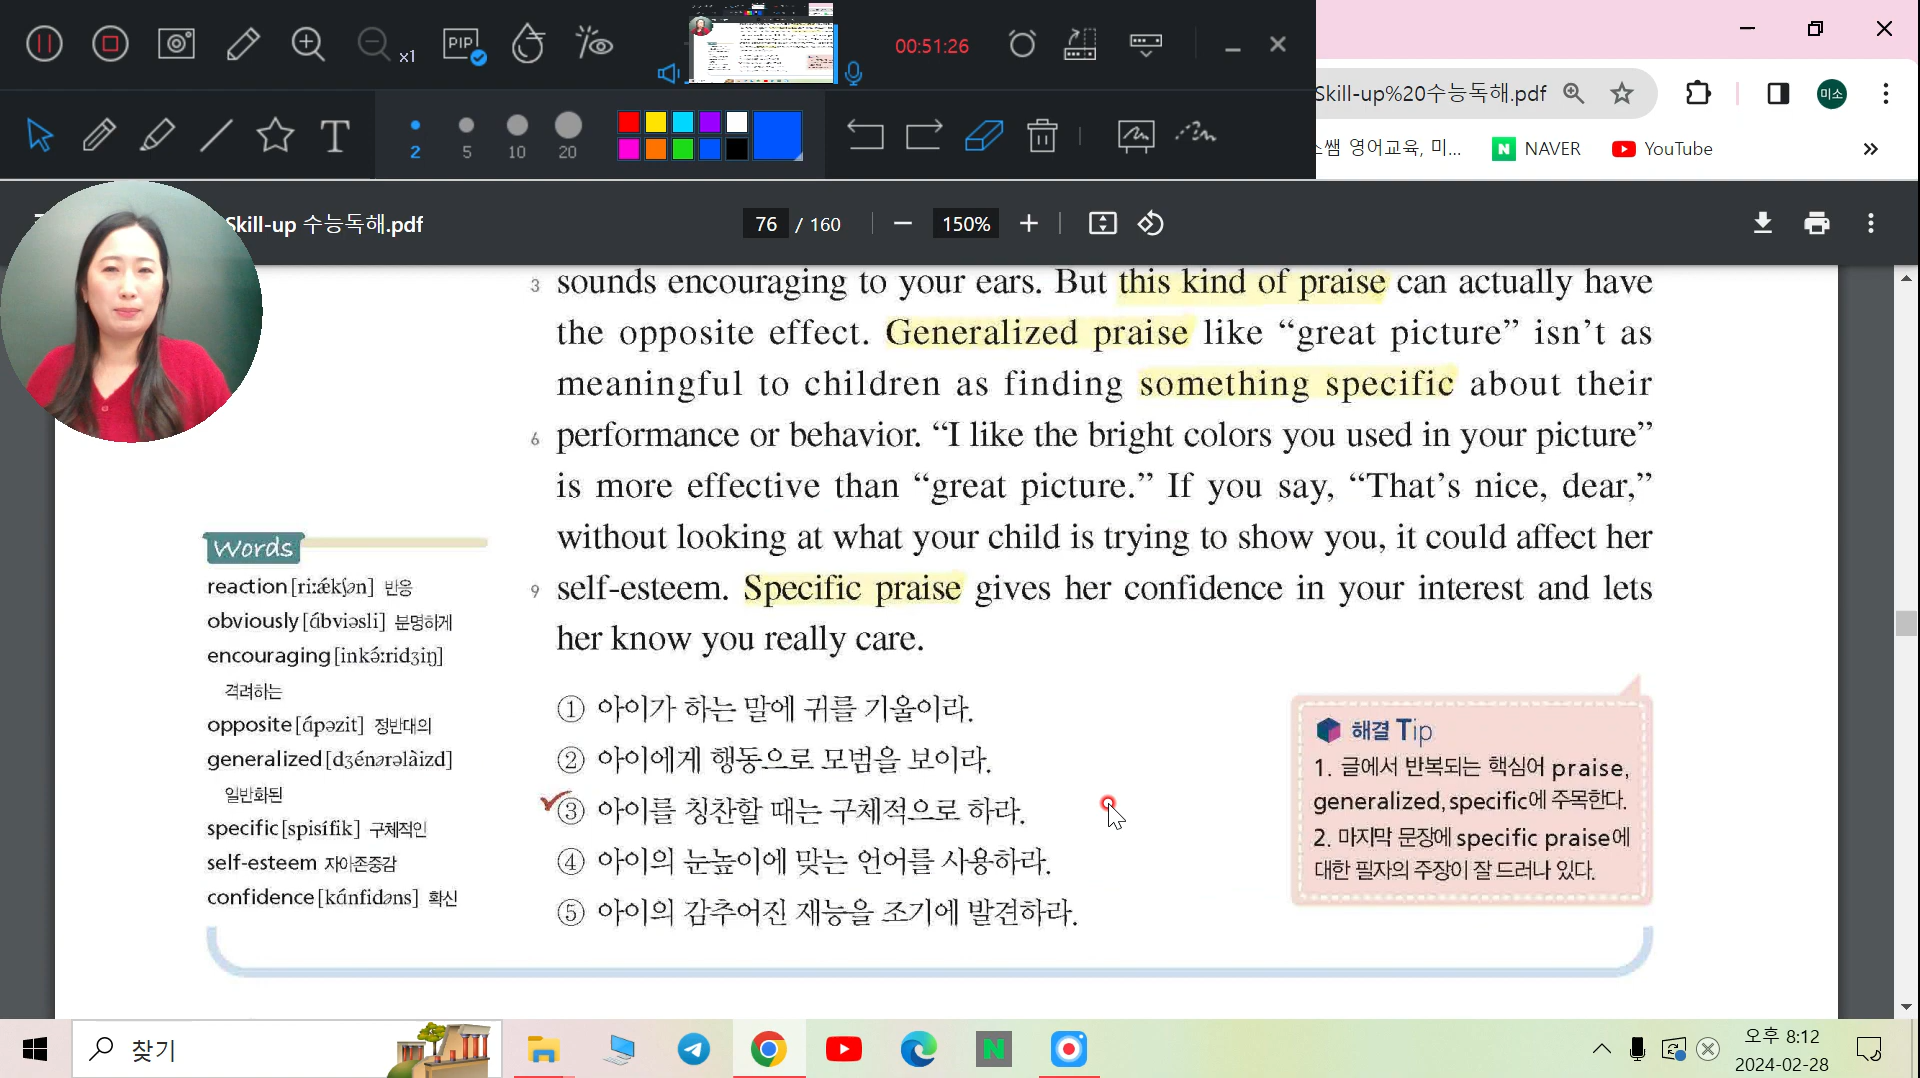 x1
PIP
00:51:26
2 5 10 20
T
Skill-up%20수능독해.pdf
미소
쌤 영어교육, 미...
N NAVER
YouTube
Skill-up 수능독해.pdf
76 / 160
150%
3 sounds encouraging to your ears. But this kind of praise can actually have
the opposite effect. Generalized praise like “great picture” isn’t as
meaningful to children as finding something specific about their
6 performance or behavior. “I like the bright colors you used in your picture”
is more effective than “great picture.” If you say, “That’s nice, dear,”
without looking at what your child is trying to show you, it could affect her
9 self-esteem. Specific praise gives her confidence in your interest and lets
her know you really care.
Words
reaction [riːǽkʃən] 반응
obviously [ɑ́bviəsli] 분명하게
encouraging [inkə́ːridʒiŋ]
격려하는
opposite [ɑ́pəzit] 정반대의
generalized [dʒénərəlàizd]
일반화된
specific [spisífik] 구체적인
self-esteem 자아존중감
confidence [kɑ́nfidəns] 확신
① 아이가 하는 말에 귀를 기울이라.
② 아이에게 행동으로 모범을 보이라.
③ 아이를 칭찬할 때는 구체적으로 하라.
④ 아이의 눈높이에 맞는 언어를 사용하라.
⑤ 아이의 감추어진 재능을 조기에 발견하라.
해결 Tip
1. 글에서 반복되는 핵심어 praise,
generalized, specific에 주목한다.
2. 마지막 문장에 specific praise에
대한 필자의 주장이 잘 드러나 있다.
찾기
N
오후 8:12
2024-02-28